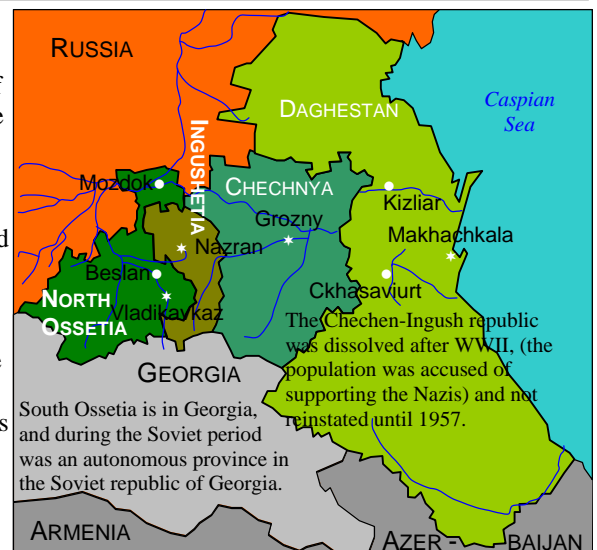 RUSSIA
DAGHESTAN
Caspian
Sea
INGUSHETIA
CHECHNYA
Mozdok
Kizliar
Grozny
Makhachkala
Nazran
Beslan
Ckhasaviurt
NORTH
OSSETIA
Vladikavkaz
The Chechen-Ingush republic
was dissolved after WWII, (the
population was accused of
supporting the Nazis) and not
reinstated until 1957.
GEORGIA
South Ossetia is in Georgia,
and during the Soviet period
was an autonomous province in
the Soviet republic of Georgia.
ARMENIA
AZER - BAIJAN